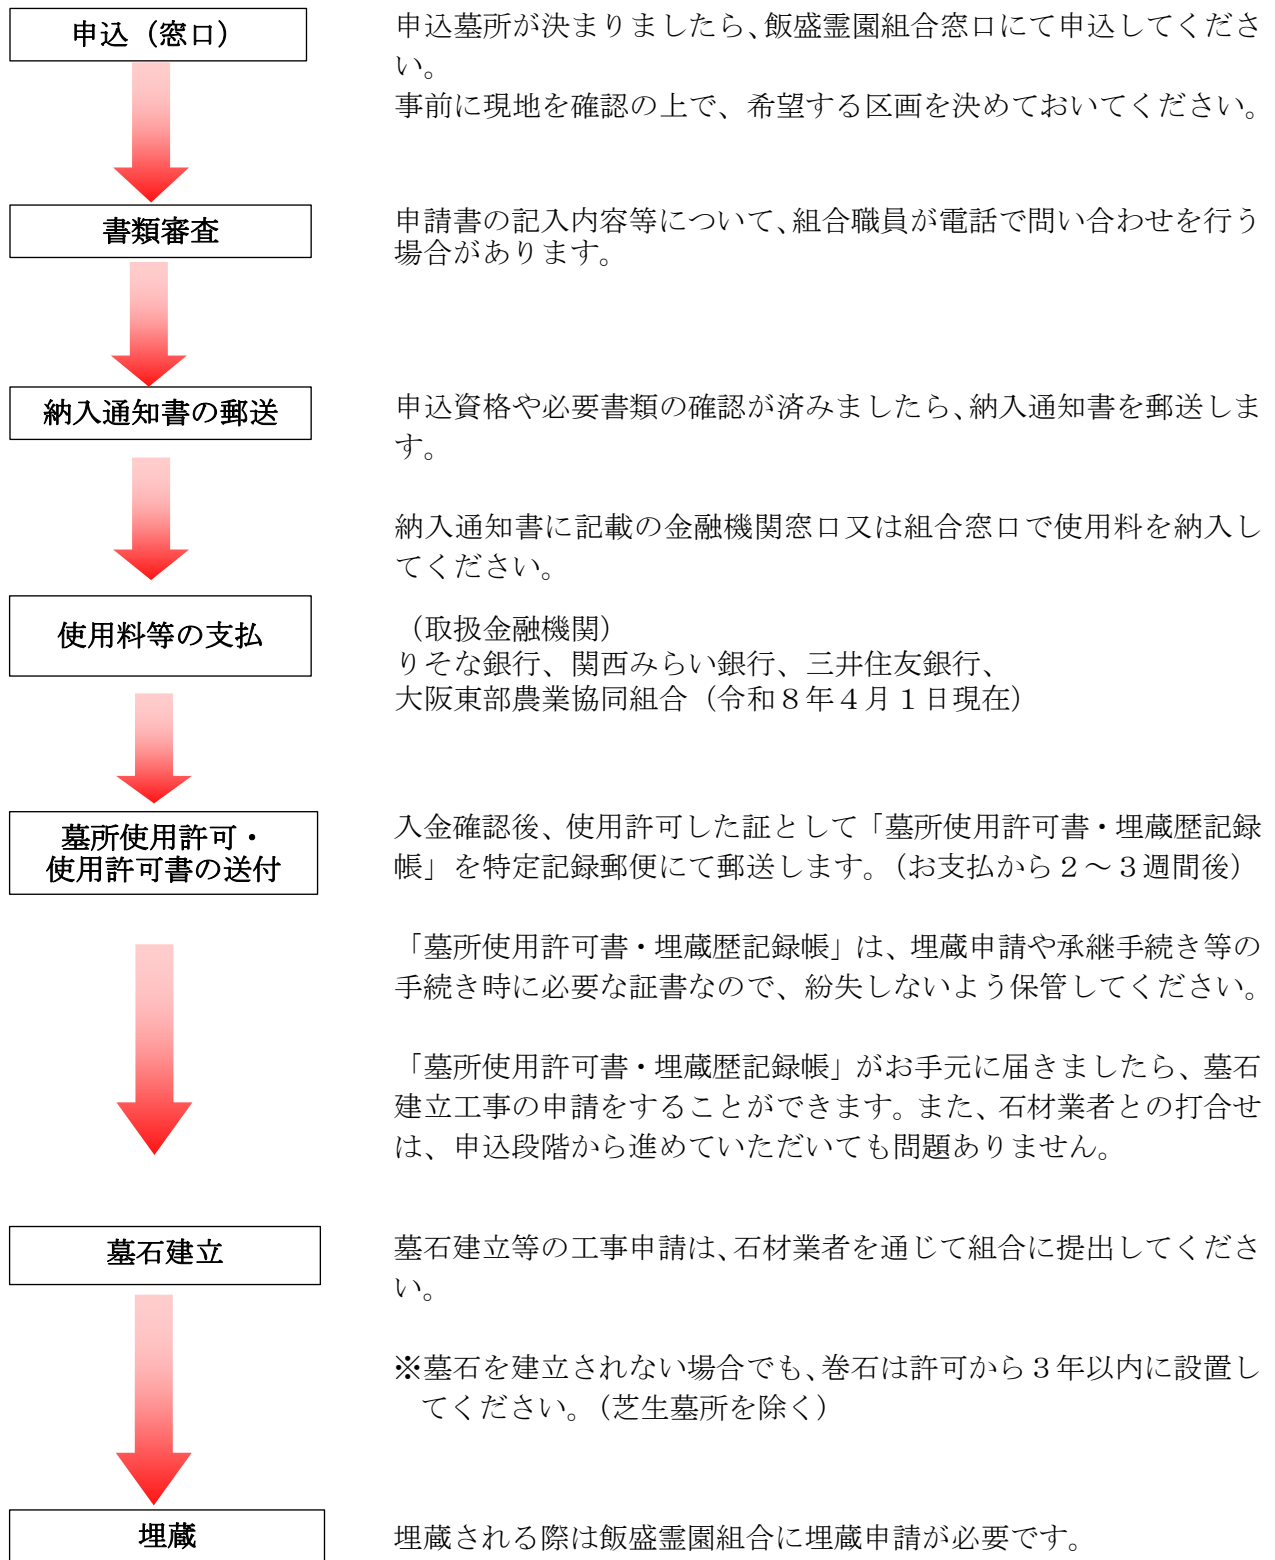 申込（窓口）
申込墓所が決まりましたら、飯盛霊園組合窓口にて申込してくださ
い。
事前に現地を確認の上で、希望する区画を決めておいてください。
書類審査
申請書の記入内容等について、組合職員が電話で問い合わせを行う
場合があります。
納入通知書の郵送
申込資格や必要書類の確認が済みましたら、納入通知書を郵送しま
す。
納入通知書に記載の金融機関窓口又は組合窓口で使用料を納入し
てください。
使用料等の支払
（取扱金融機関）
りそな銀行、関西みらい銀行、三井住友銀行、
大阪東部農業協同組合（令和８年４月１日現在）
墓所使用許可・
使用許可書の送付
入金確認後、使用許可した証として「墓所使用許可書・埋蔵歴記録
帳」を特定記録郵便にて郵送します。（お支払から２～３週間後）
「墓所使用許可書・埋蔵歴記録帳」は、埋蔵申請や承継手続き等の
手続き時に必要な証書なので、紛失しないよう保管してください。
「墓所使用許可書・埋蔵歴記録帳」がお手元に届きましたら、墓石
建立工事の申請をすることができます。また、石材業者との打合せ
は、申込段階から進めていただいても問題ありません。
墓石建立
墓石建立等の工事申請は、石材業者を通じて組合に提出してくださ
い。
※墓石を建立されない場合でも、巻石は許可から３年以内に設置し
てください。（芝生墓所を除く）
埋蔵
埋蔵される際は飯盛霊園組合に埋蔵申請が必要です。